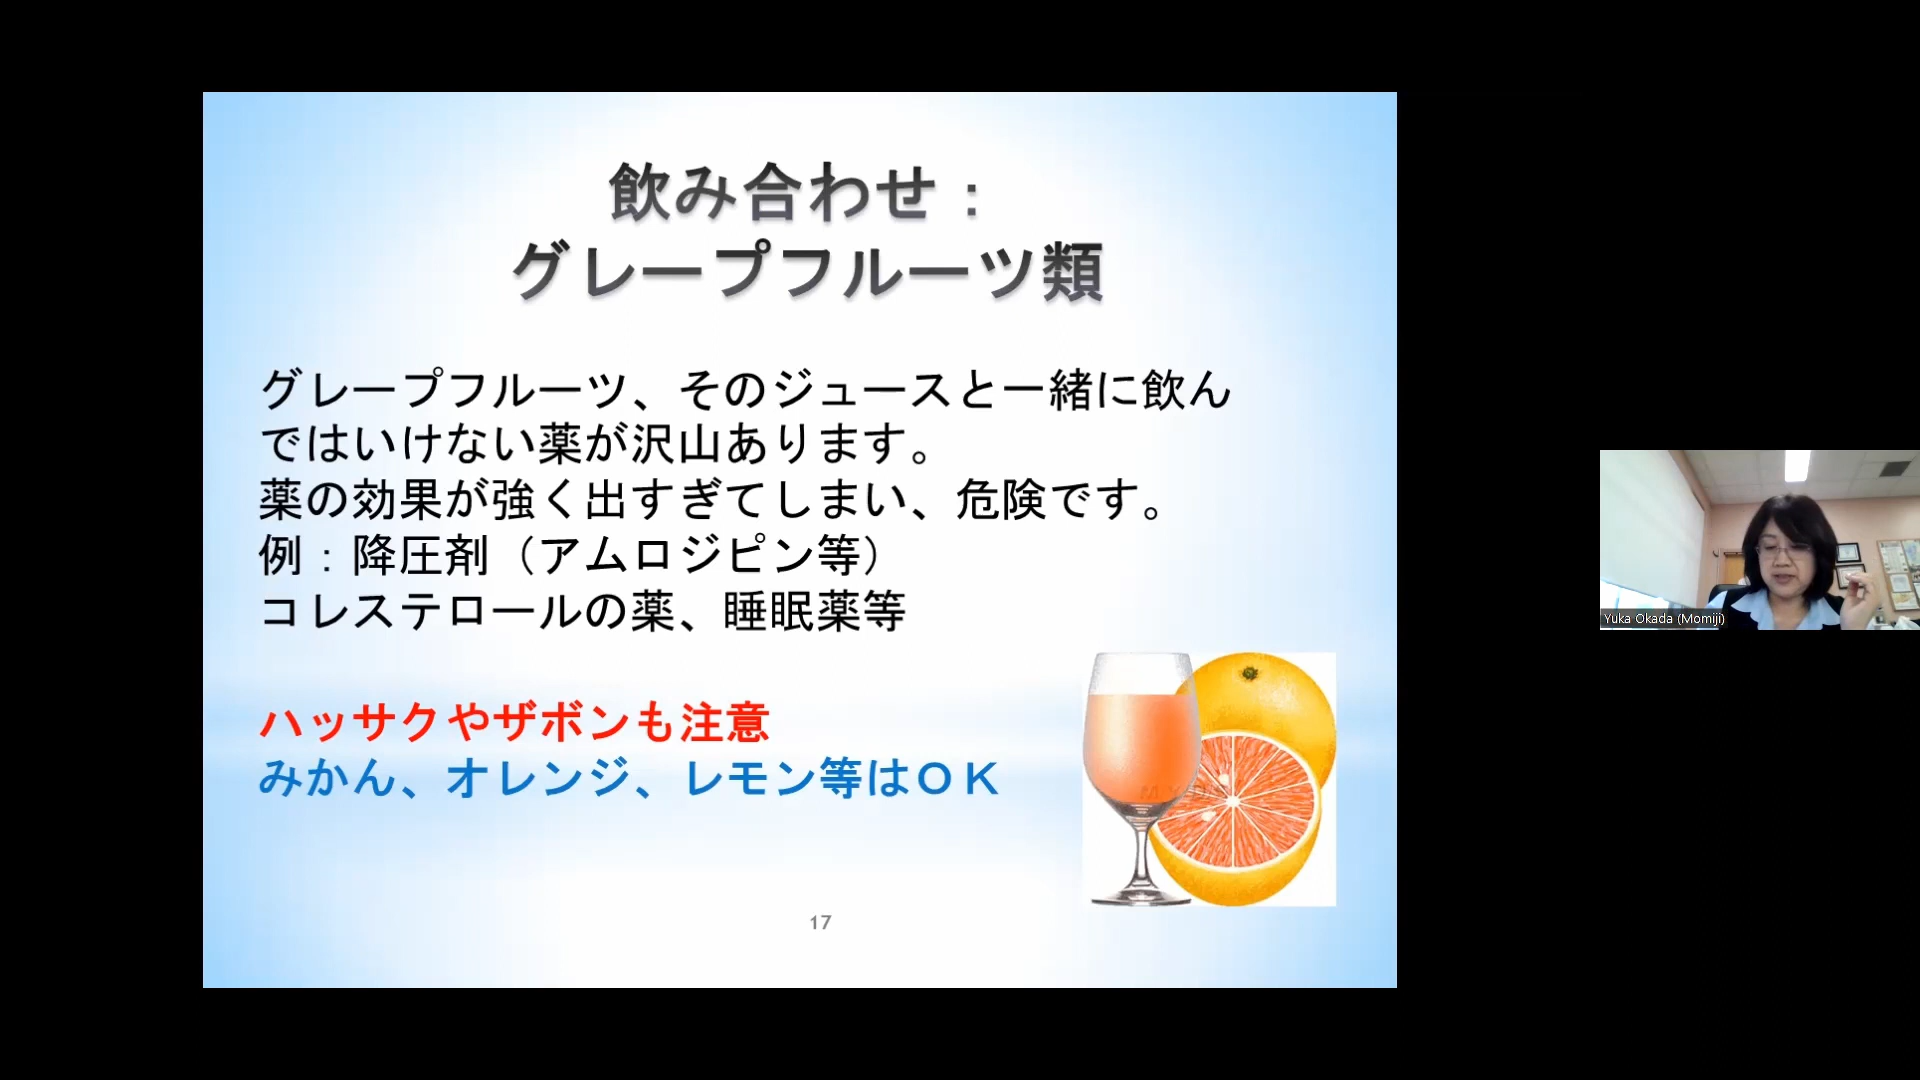 飲み合わせ：
グレープフルーツ類
グレープフルーツ、そのジュースと一緒に飲ん
ではいけない薬が沢山あります。
薬の効果が強く出すぎてしまい、危険です。
例：降圧剤（アムロジピン等）
コレステロールの薬、睡眠薬等
ハッサクやザボンも注意
みかん、オレンジ、レモン等はＯＫ
17
Yuka Okada (Momiji)